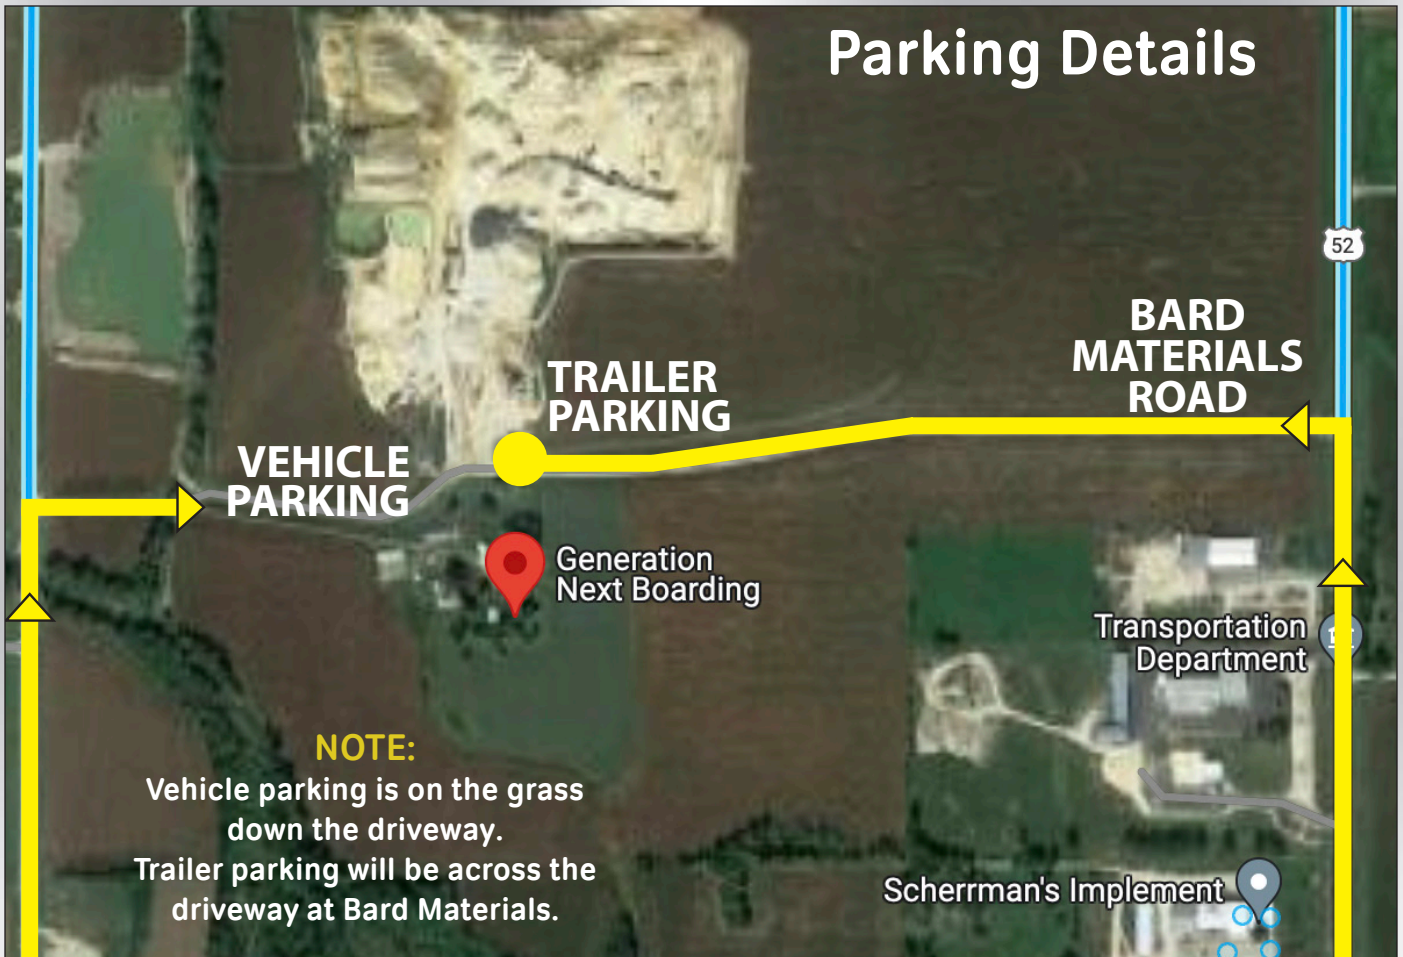 Parking Details
52
BARD
MATERIALS
ROAD
TRAILER
PARKING
VEHICLE
PARKING
Generation
Next Boarding
Transportation
Department
NOTE:
Vehicle parking is on the grass
down the driveway.
Trailer parking will be across the
driveway at Bard Materials.
Scherrman's Implement